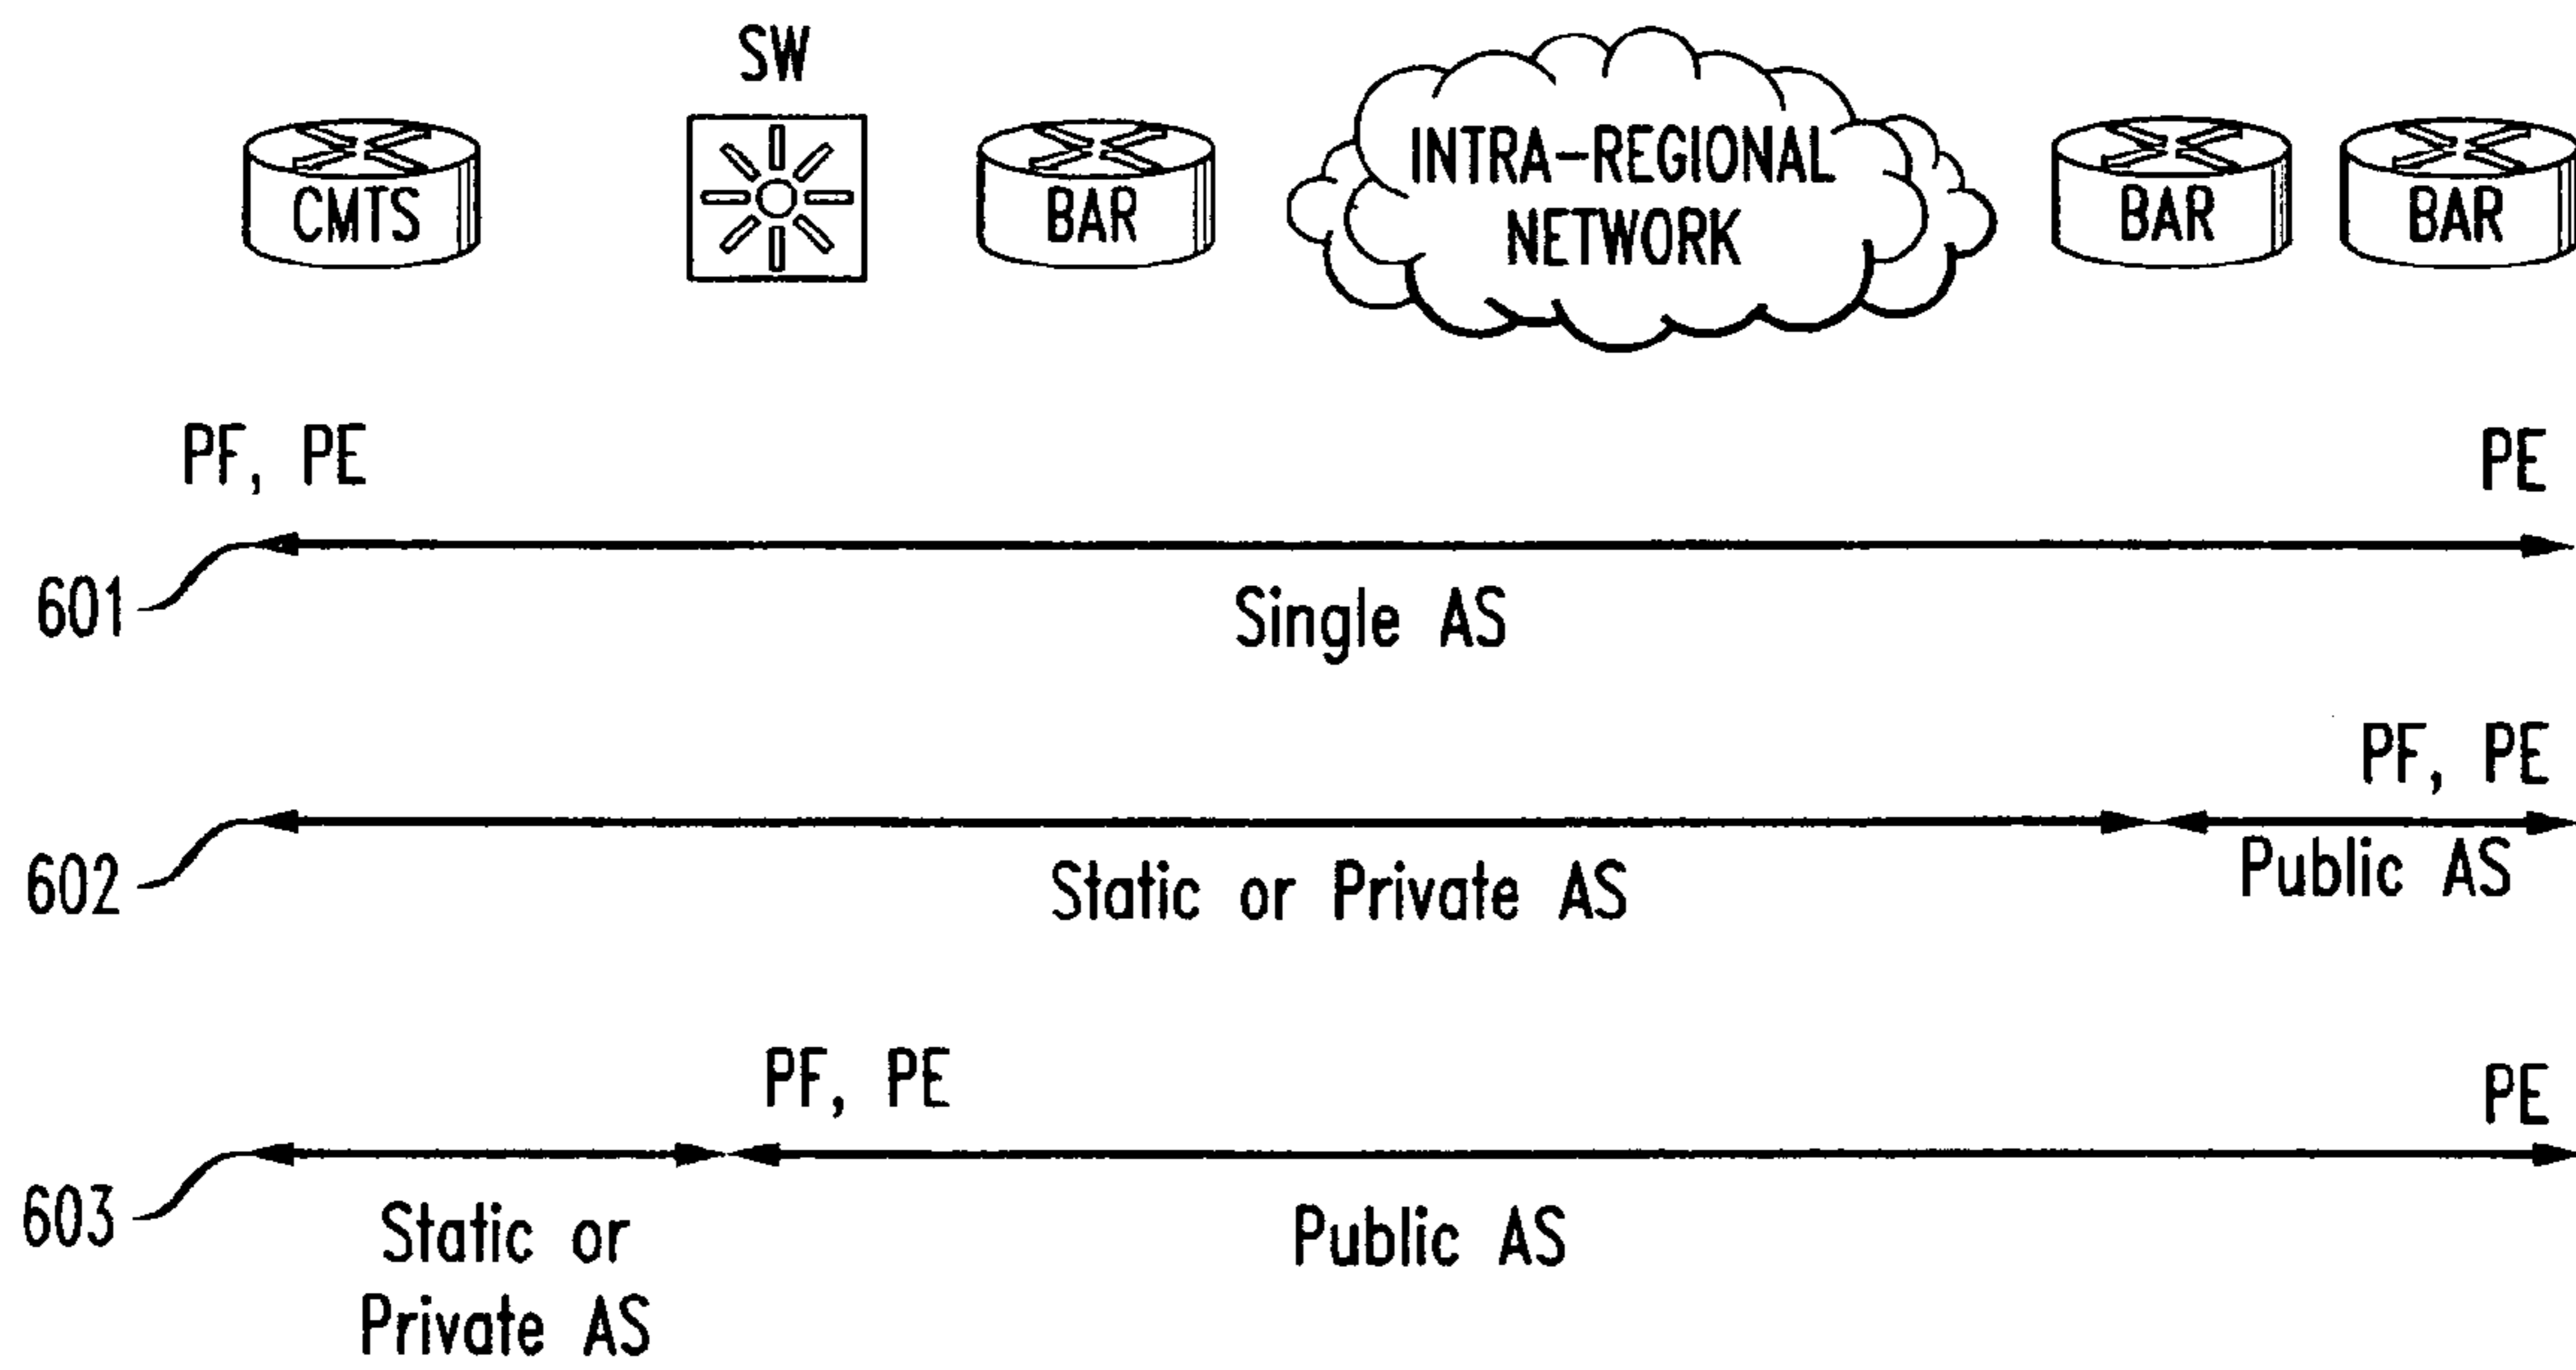 SW
CMTS
BAR
INTRA-REGIONAL
NETWORK
BAR
BAR
PF, PE
PE
601
Single AS
PF, PE
602
Static or Private AS
Public AS
PF, PE
PE
603
Static or
Private AS
Public AS